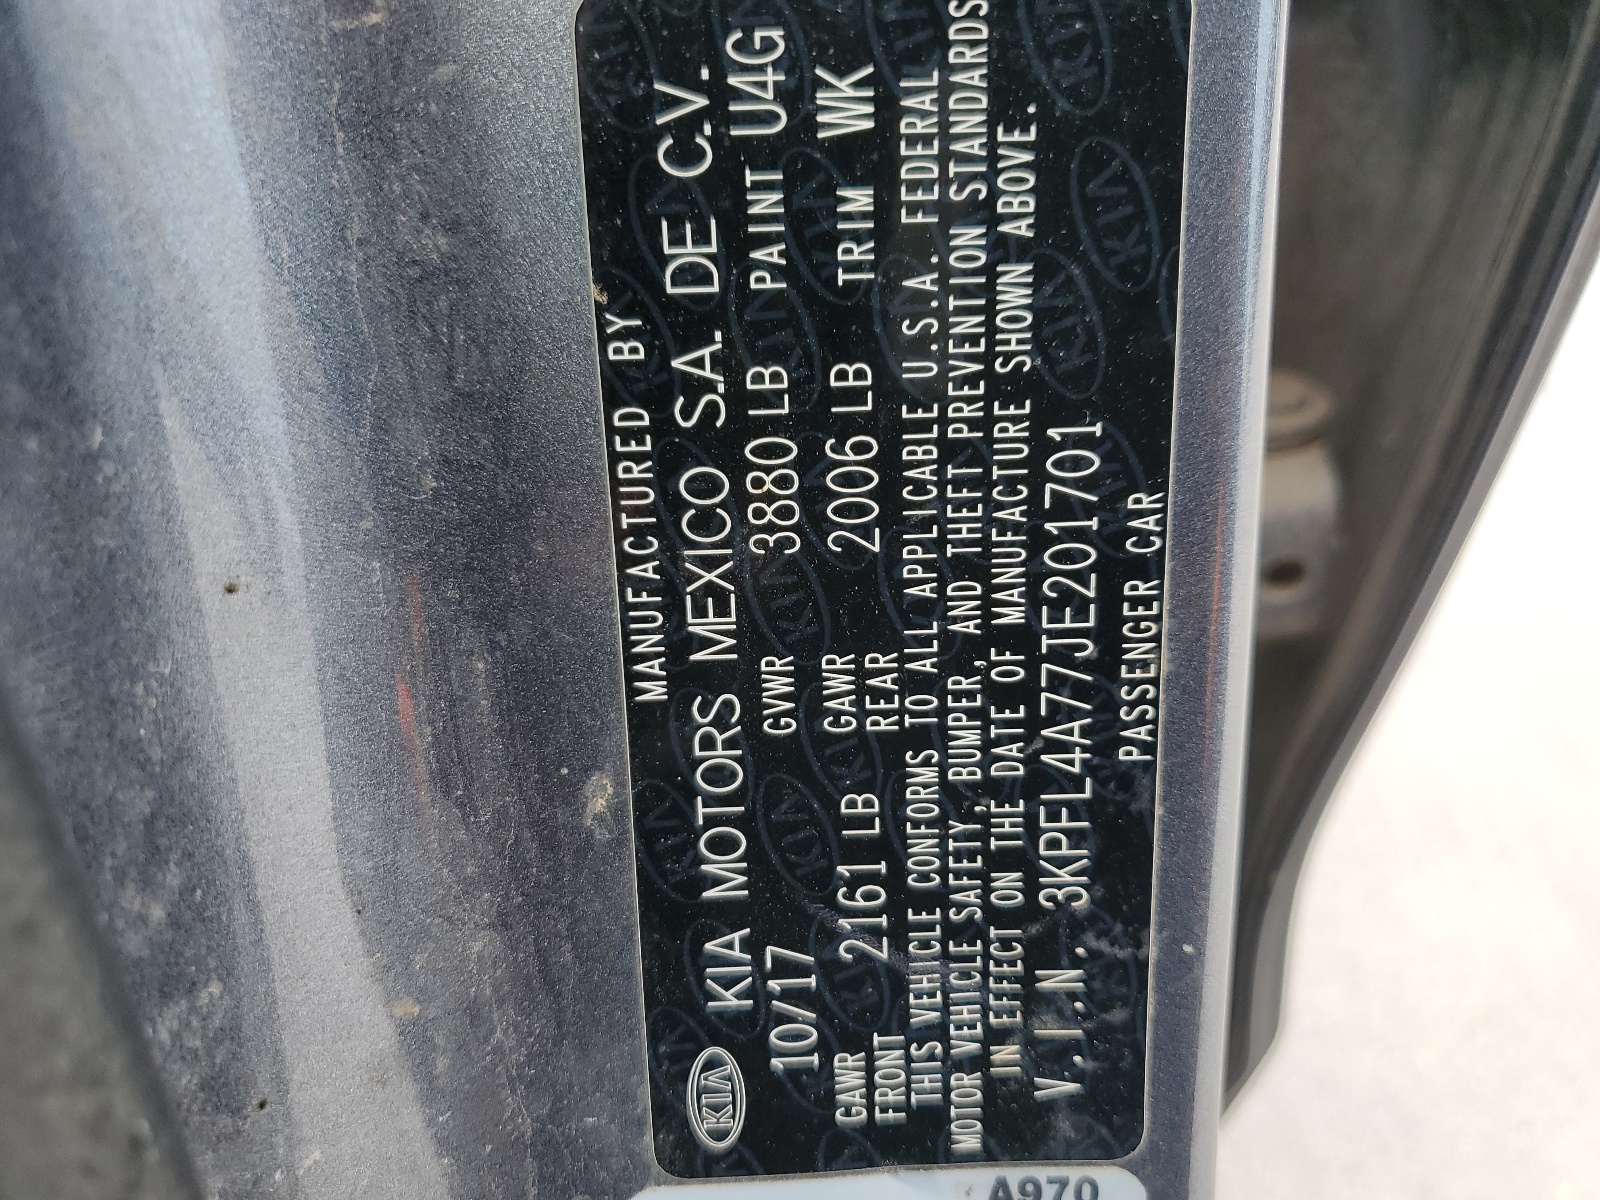 MANUFACTURED BY
KIA KIA MOTORS MEXICO S.A. DE C.V.
10/17 GVWR 3880 LB PAINT U4G
GAWR FRONT 2161 LB GAWR REAR 2006 LB TRIM WK
THIS VEHICLE CONFORMS TO ALL APPLICABLE U.S.A. FEDERAL
MOTOR VEHICLE SAFETY, BUMPER, AND THEFT PREVENTION STANDARDS
IN EFFECT ON THE DATE OF MANUFACTURE SHOWN ABOVE.
V.I.N. 3KPFL4A77JE201701
PASSENGER CAR
A970